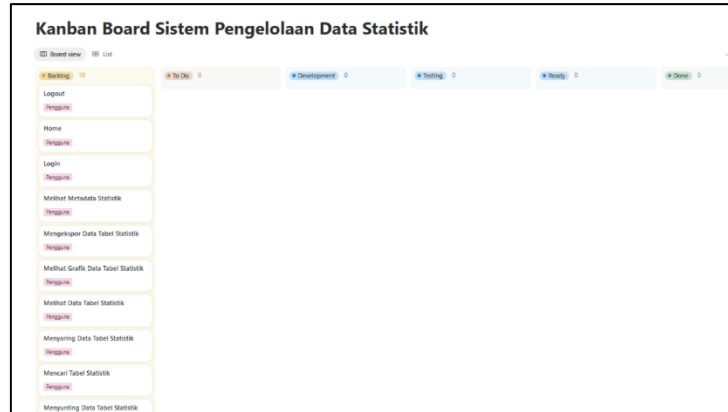 Kanban Board Sistem Pengelolaan Data Statistik
Board view List
Backlog 19 To Do 0 Development 0 Testing 0 Ready 0 Done 0
Logout
Pengguna
Home
Pengguna
Login
Pengguna
Melihat Metadata Statistik
Pengguna
Mengekspor Data Tabel Statistik
Pengguna
Melihat Grafik Data Tabel Statistik
Pengguna
Melihat Data Tabel Statistik
Pengguna
Menyaring Data Tabel Statistik
Pengguna
Mencari Tabel Statistik
Pengguna
Menyunting Data Tabel Statistik